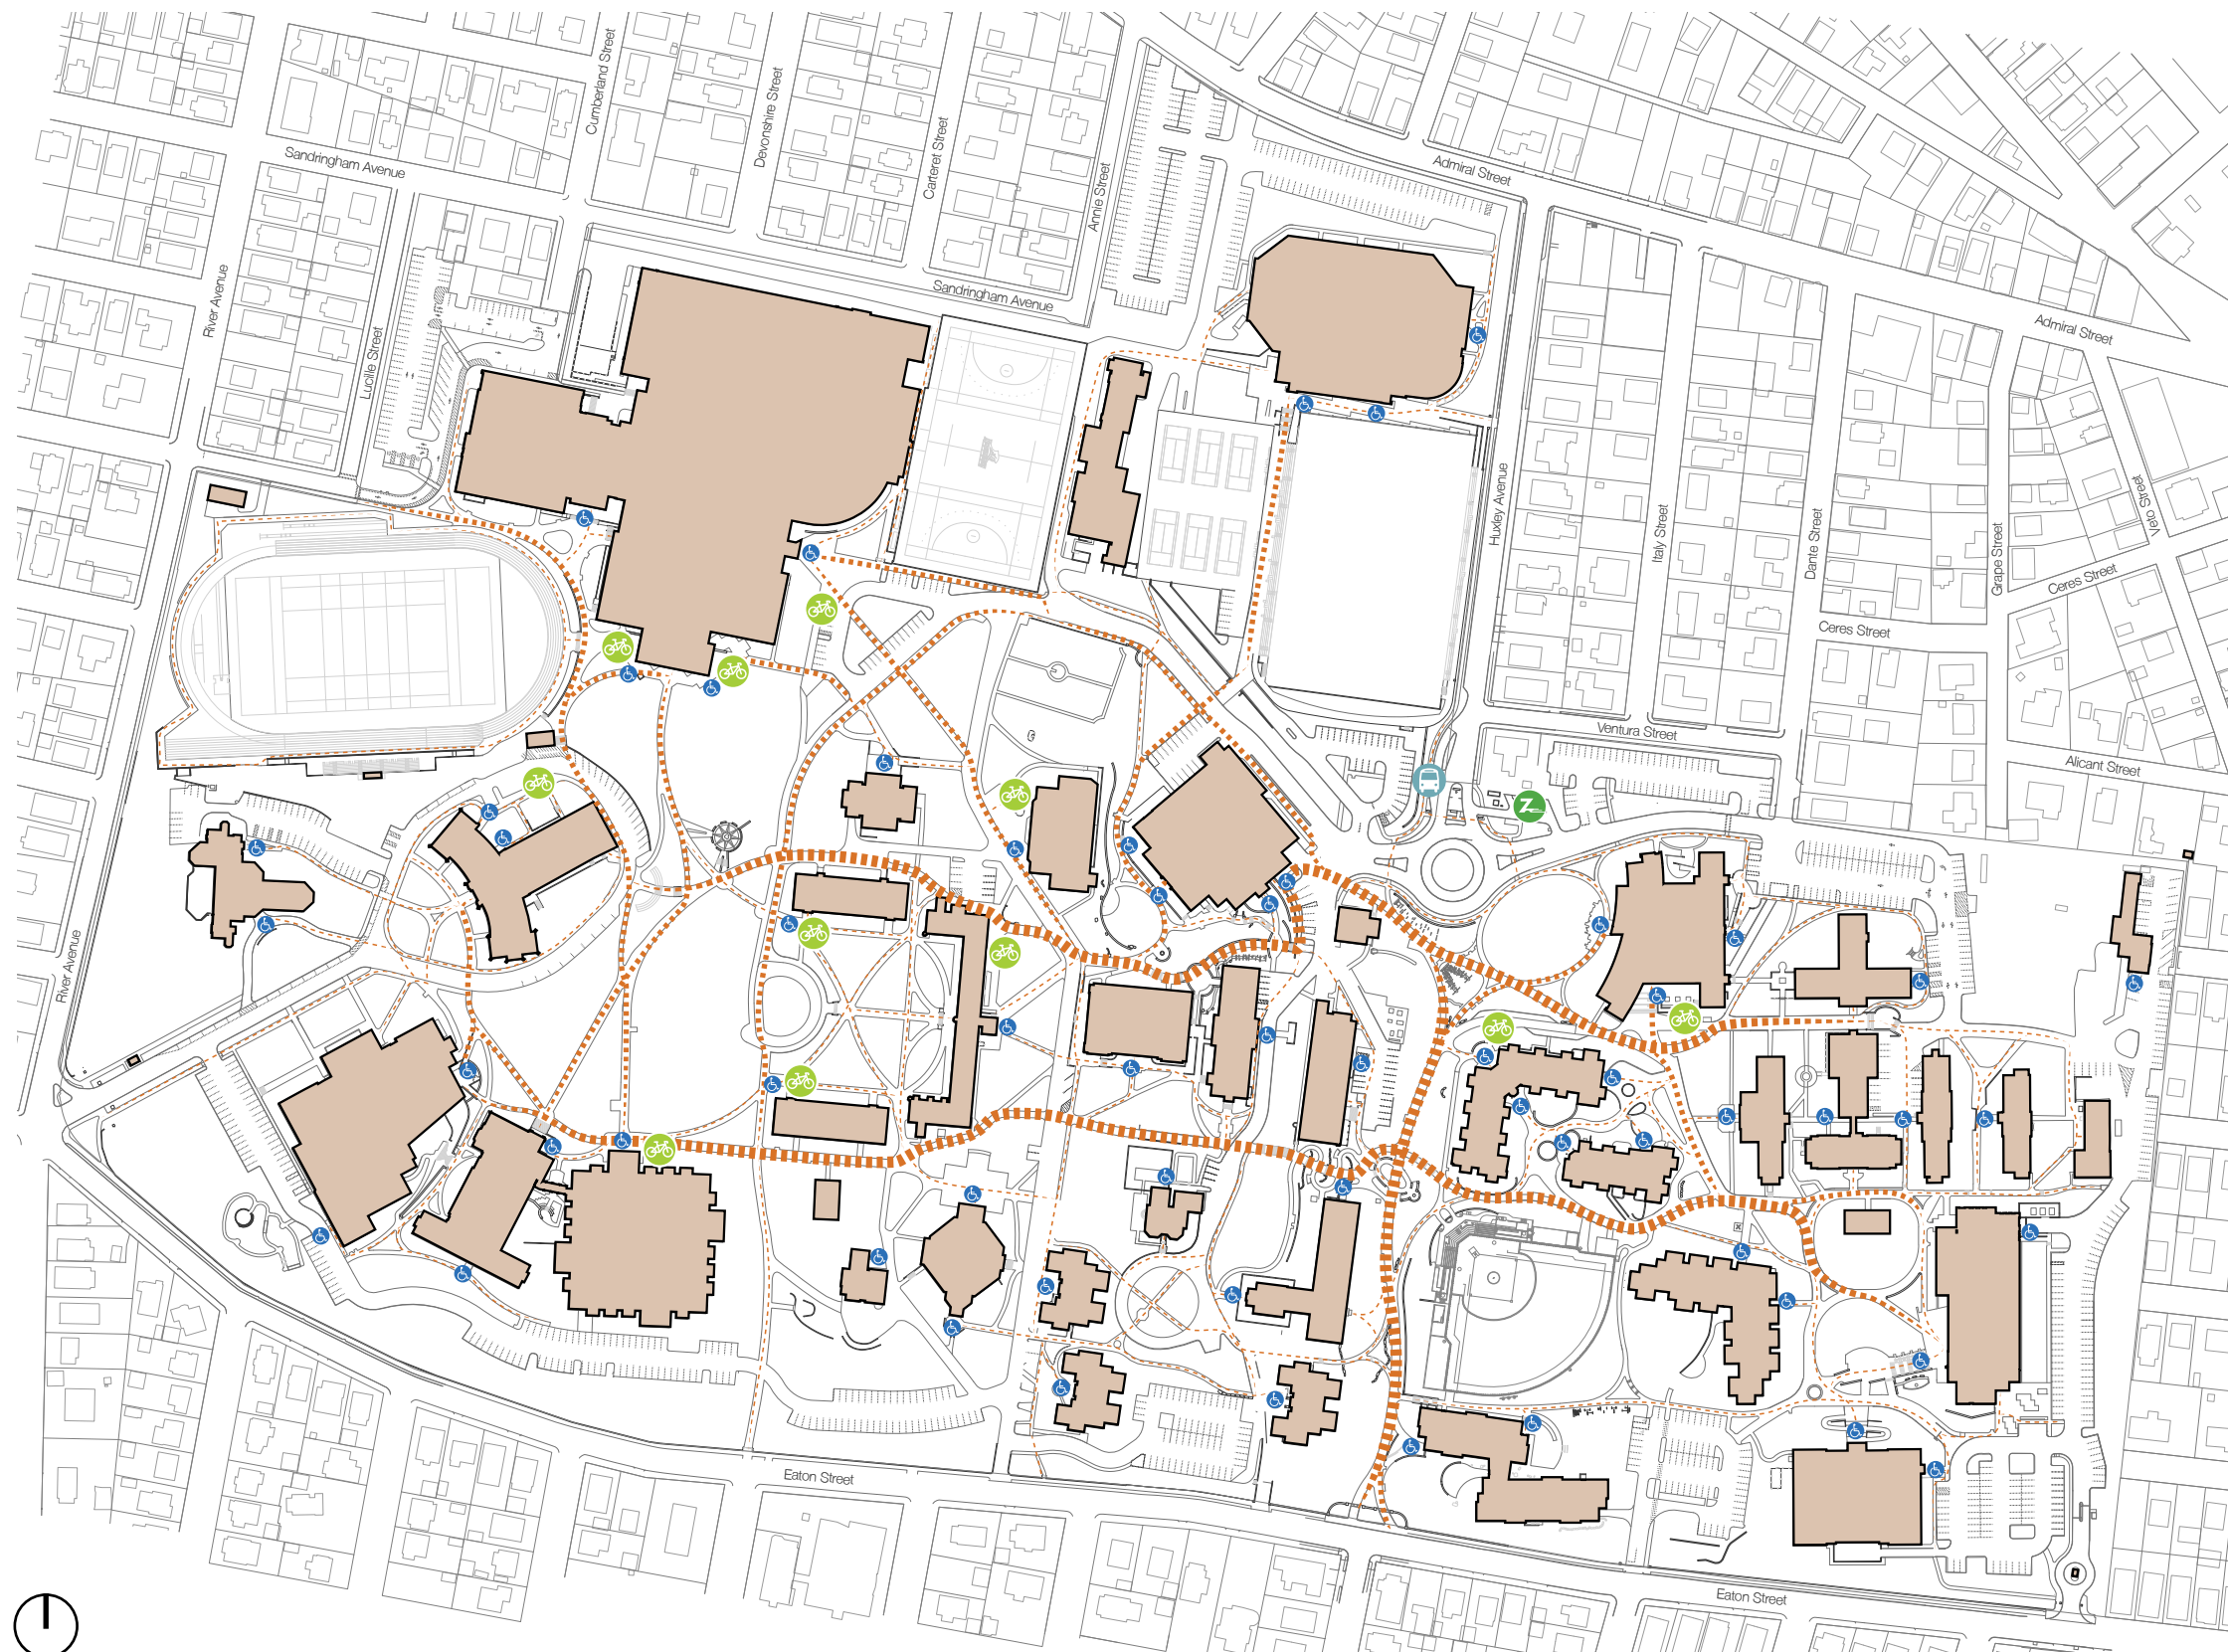 Cumberland Street
Devonshire Street
Carteret Street
Annie Street
Sandringham Avenue
Admiral Street
River Avenue
Lucille Street
Sandringham Avenue
Admiral Street
Huxley Avenue
Italy Street
Dante Street
Grape Street
Veto Street
Ceres Street
Ceres Street
Ventura Street
Alicant Street
Z
River Avenue
Eaton Street
Eaton Street